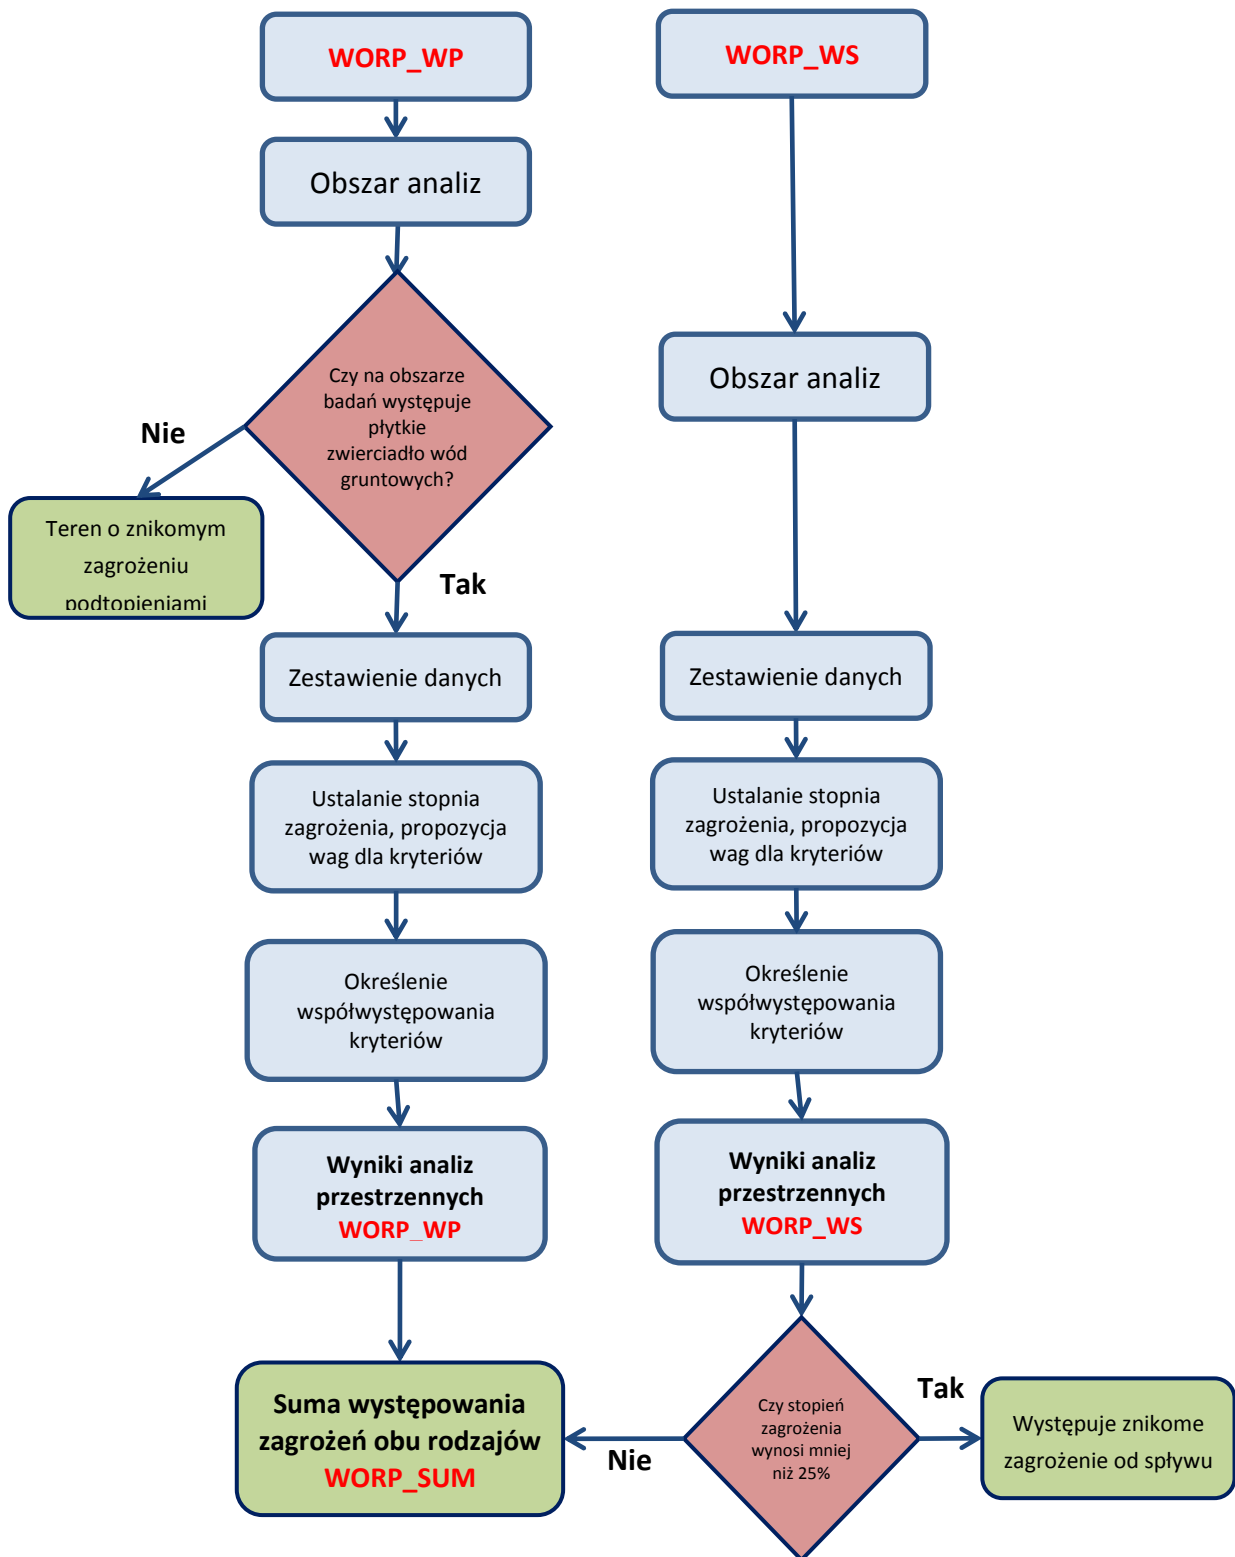 WORP_WP
Obszar analiz
Czy na obszarze
badań występuje
płytkie
zwierciadło wód
gruntowych?
Nie
Teren o znikomym
zagrożeniu
podtopieniami
Tak
Zestawienie danych
Ustalanie stopnia
zagrożenia, propozycja
wag dla kryteriów
Określenie
współwystępowania
kryteriów
Wyniki analiz
przestrzennych
WORP_WP
Suma występowania
zagrożeń obu rodzajów
WORP_SUM
WORP_WS
Obszar analiz
Zestawienie danych
Ustalanie stopnia
zagrożenia, propozycja
wag dla kryteriów
Określenie
współwystępowania
kryteriów
Wyniki analiz
przestrzennych
WORP_WS
Czy stopień
zagrożenia
wynosi mniej
niż 25%
Nie
Tak
Występuje znikome
zagrożenie od spływu